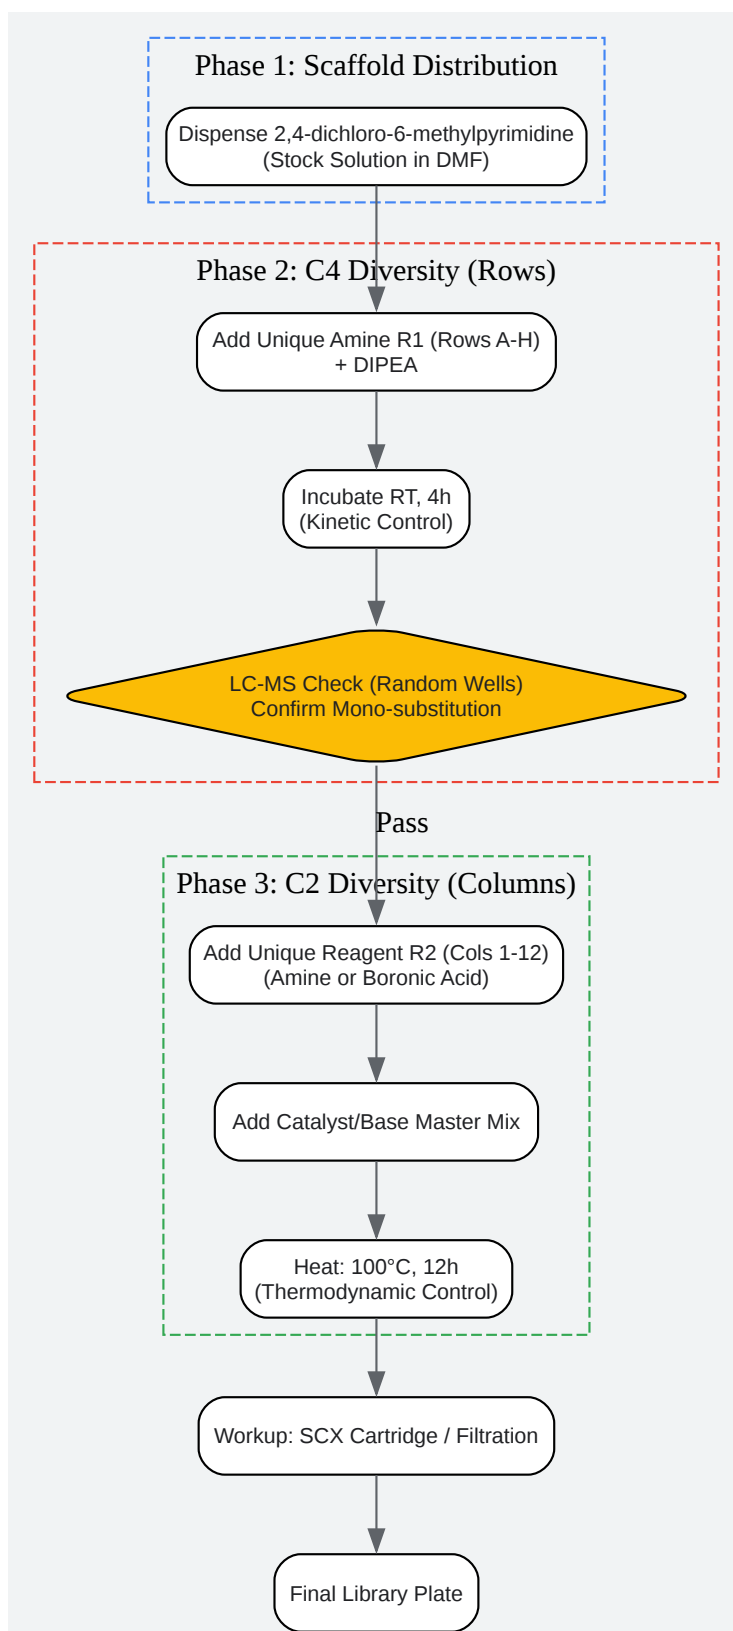 Phase 1: Scaffold Distribution
Dispense 2,4-dichloro-6-methylpyrimidine
(Stock Solution in DMF)
Phase 2: C4 Diversity (Rows)
Add Unique Amine R1 (Rows A-H)
+ DIPEA
Incubate RT, 4h
(Kinetic Control)
LC-MS Check (Random Wells)
Confirm Mono-substitution
Pass
Phase 3: C2 Diversity (Columns)
Add Unique Reagent R2 (Cols 1-12)
(Amine or Boronic Acid)
Add Catalyst/Base Master Mix
Heat: 100°C, 12h
(Thermodynamic Control)
Workup: SCX Cartridge / Filtration
Final Library Plate